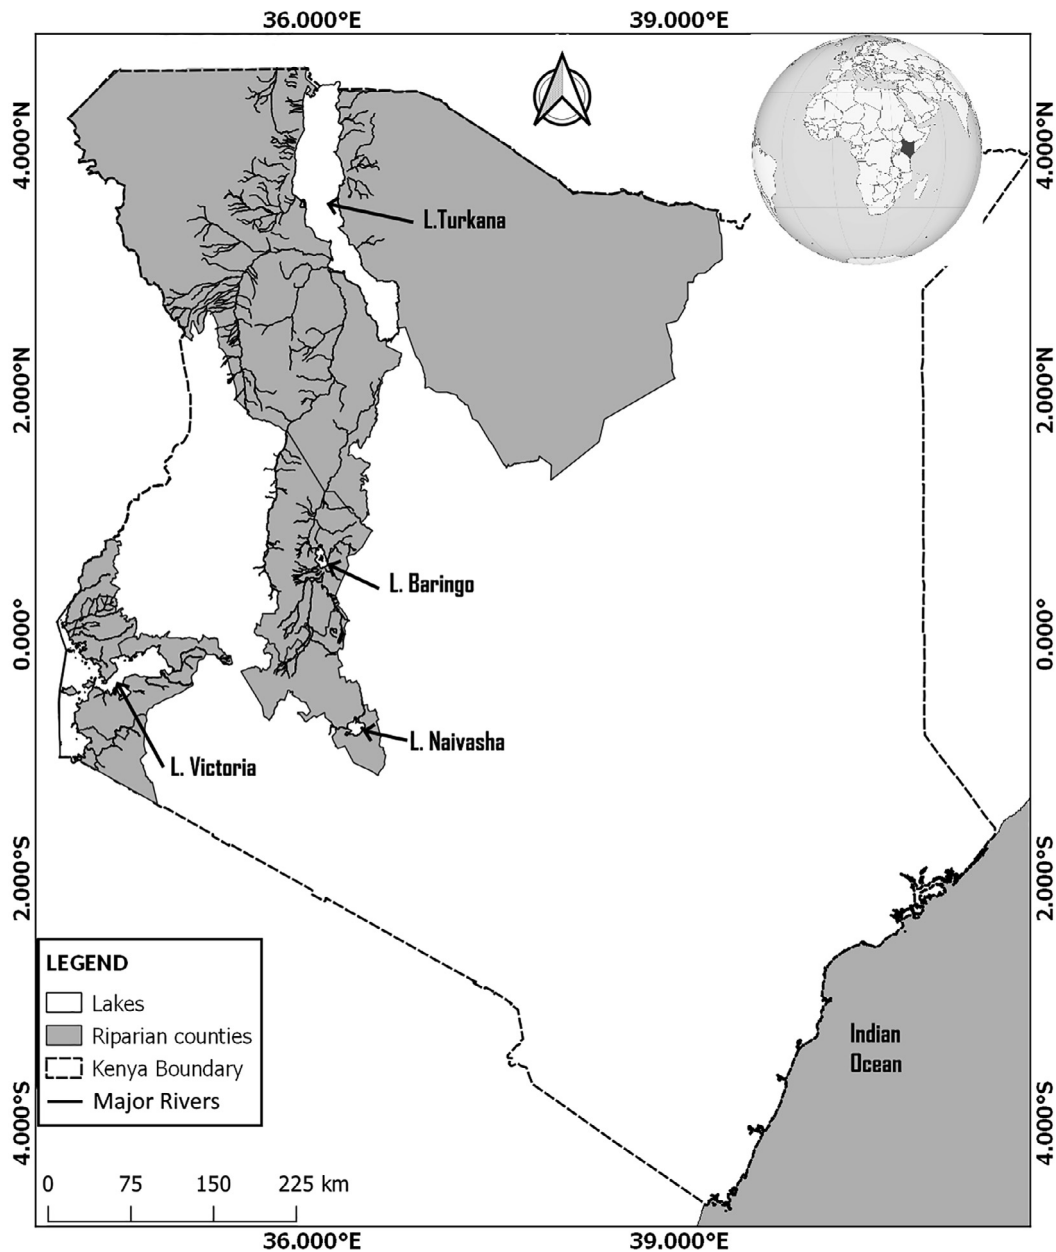 36.000°E 39.000°E
4.000°N
4.000°N
L.Turkana
2.000°N
2.000°N
L. Baringo
0.000°
0.000°
L. Naivasha
L. Victoria
2.000°S
2.000°S
LEGEND
Lakes
Riparian counties
Kenya Boundary
Major Rivers
Indian
Ocean
4.000°S
4.000°S
0 75 150 225 km
36.000°E 39.000°E